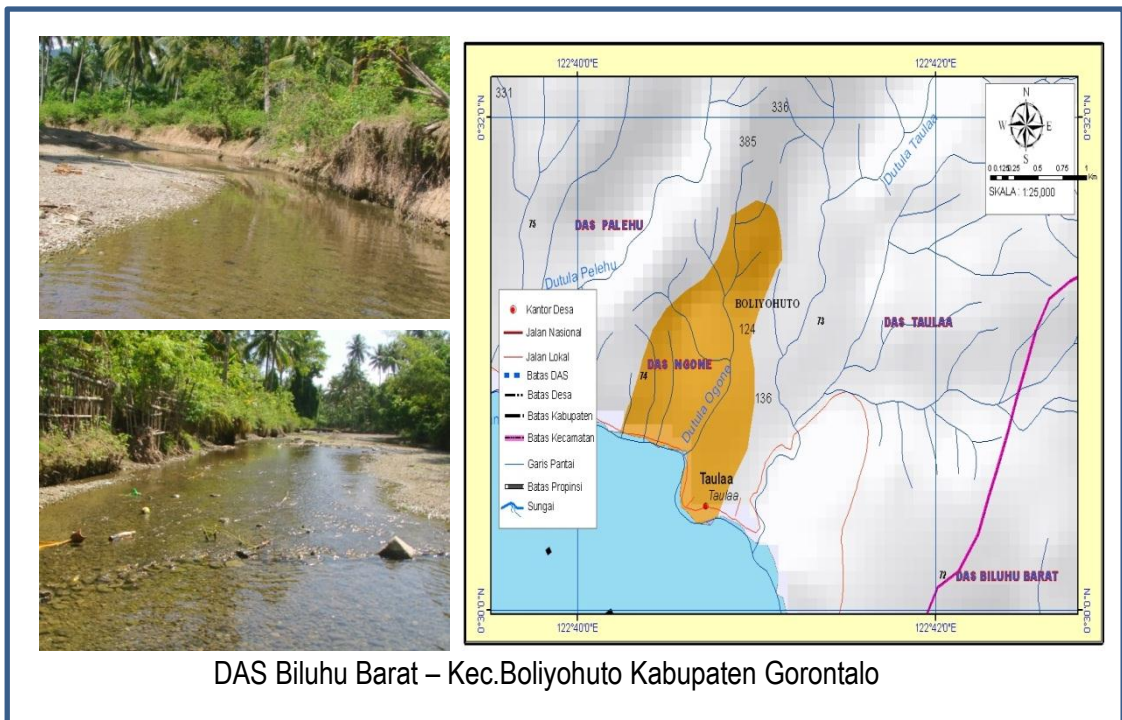 122°40'0"E
122°42'0"E
331
336
0°32'0"N
0°32'0"N
N
W
E
S
385
Dutula Taulaa
0 0.125 0.25 0.5 0.75 1
Km
SKALA : 1:25,000
75
DAS PALEHU
Dutula Pelehu
BOLIYOHUTO
124
73
DAS TAULAA
DAS NGONE
74
136
Dutula Ogone
Kantor Desa
Jalan Nasional
Jalan Lokal
Batas DAS
Batas Desa
Batas Kabupaten
Batas Kecamatan
Garis Pantai
Batas Propinsi
Sungai
Taulaa
Taulaa
72
DAS BILUHU BARAT
0°30'0"N
0°30'0"N
122°40'0"E
122°42'0"E
DAS Biluhu Barat – Kec.Boliyohuto Kabupaten Gorontalo